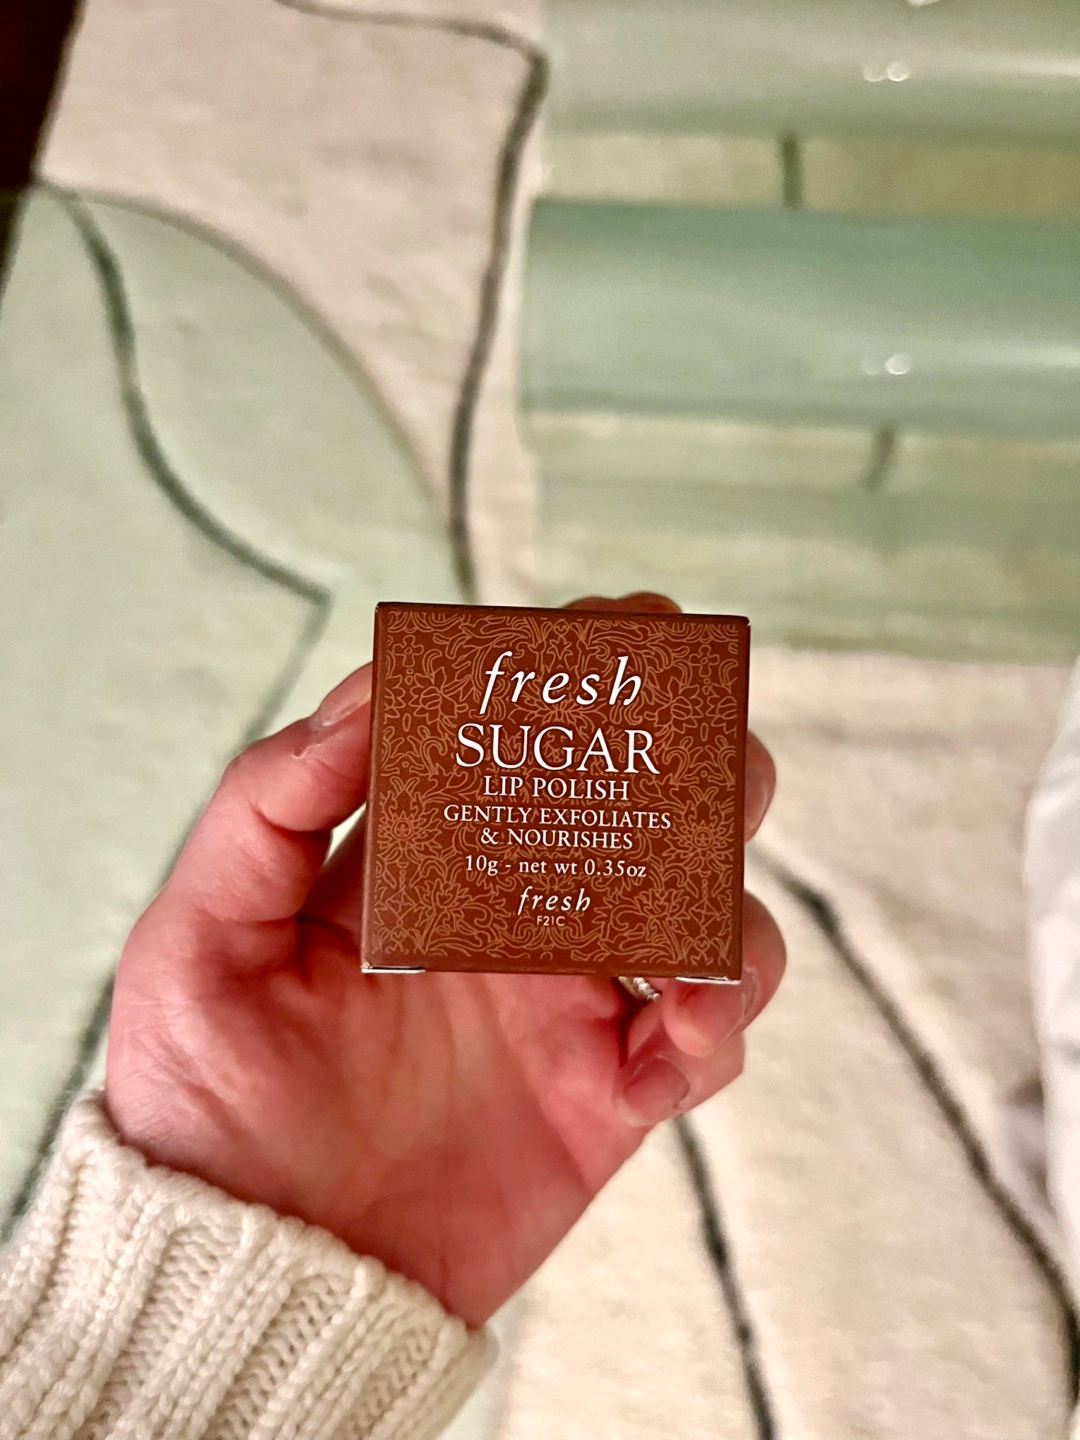 fresh
SUGAR
LIP POLISH
GENTLY EXFOLIATES
& NOURISHES
10g - net wt 0.35oz
fresh
F21C